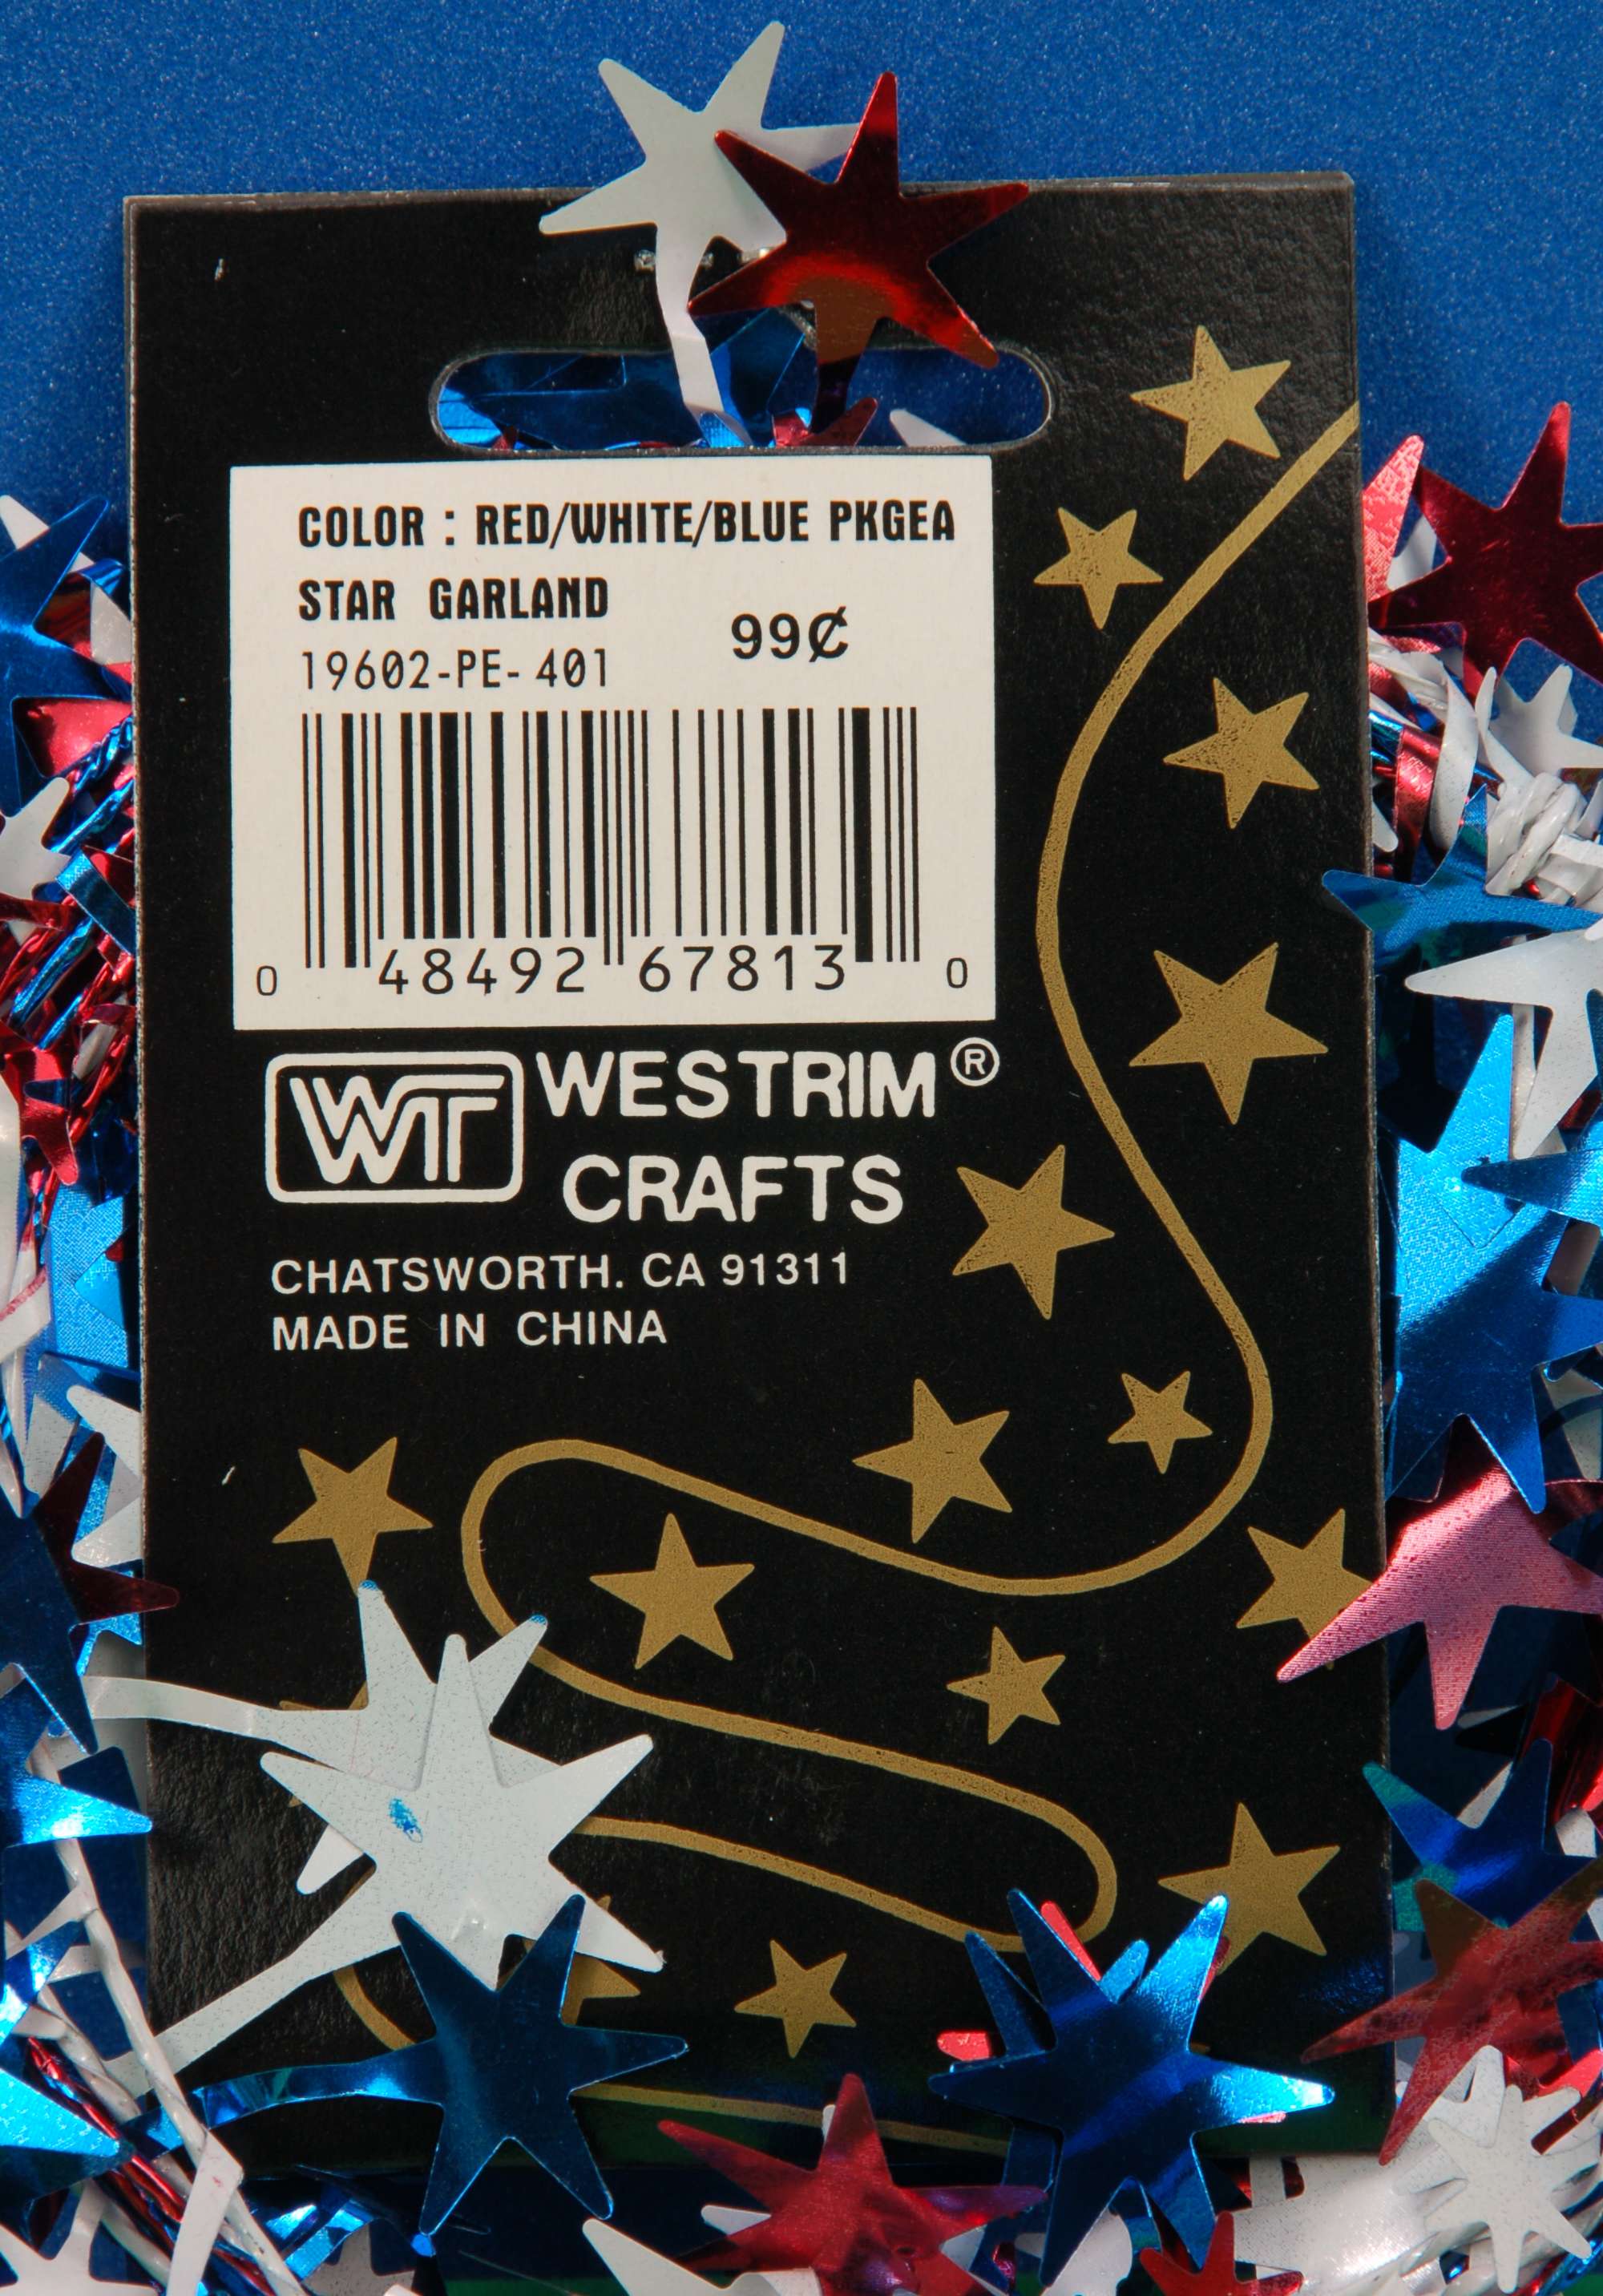 COLOR : RED/WHITE/BLUE PKGEA
STAR GARLAND
99¢
19602-PE-401
0 48492 67813 0
WT WESTRIM®
CRAFTS
CHATSWORTH. CA 91311
MADE IN CHINA